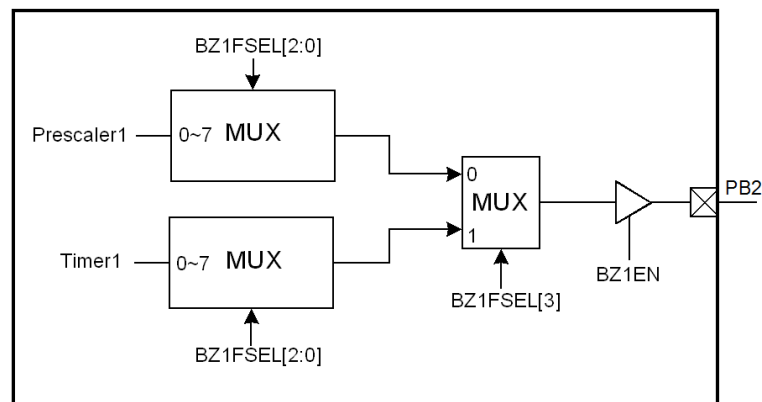 BZ1FSEL[2:0]
Prescaler1
0~7 MUX
0
MUX
1
PB2
Timer1
0~7 MUX
BZ1EN
BZ1FSEL[3]
BZ1FSEL[2:0]